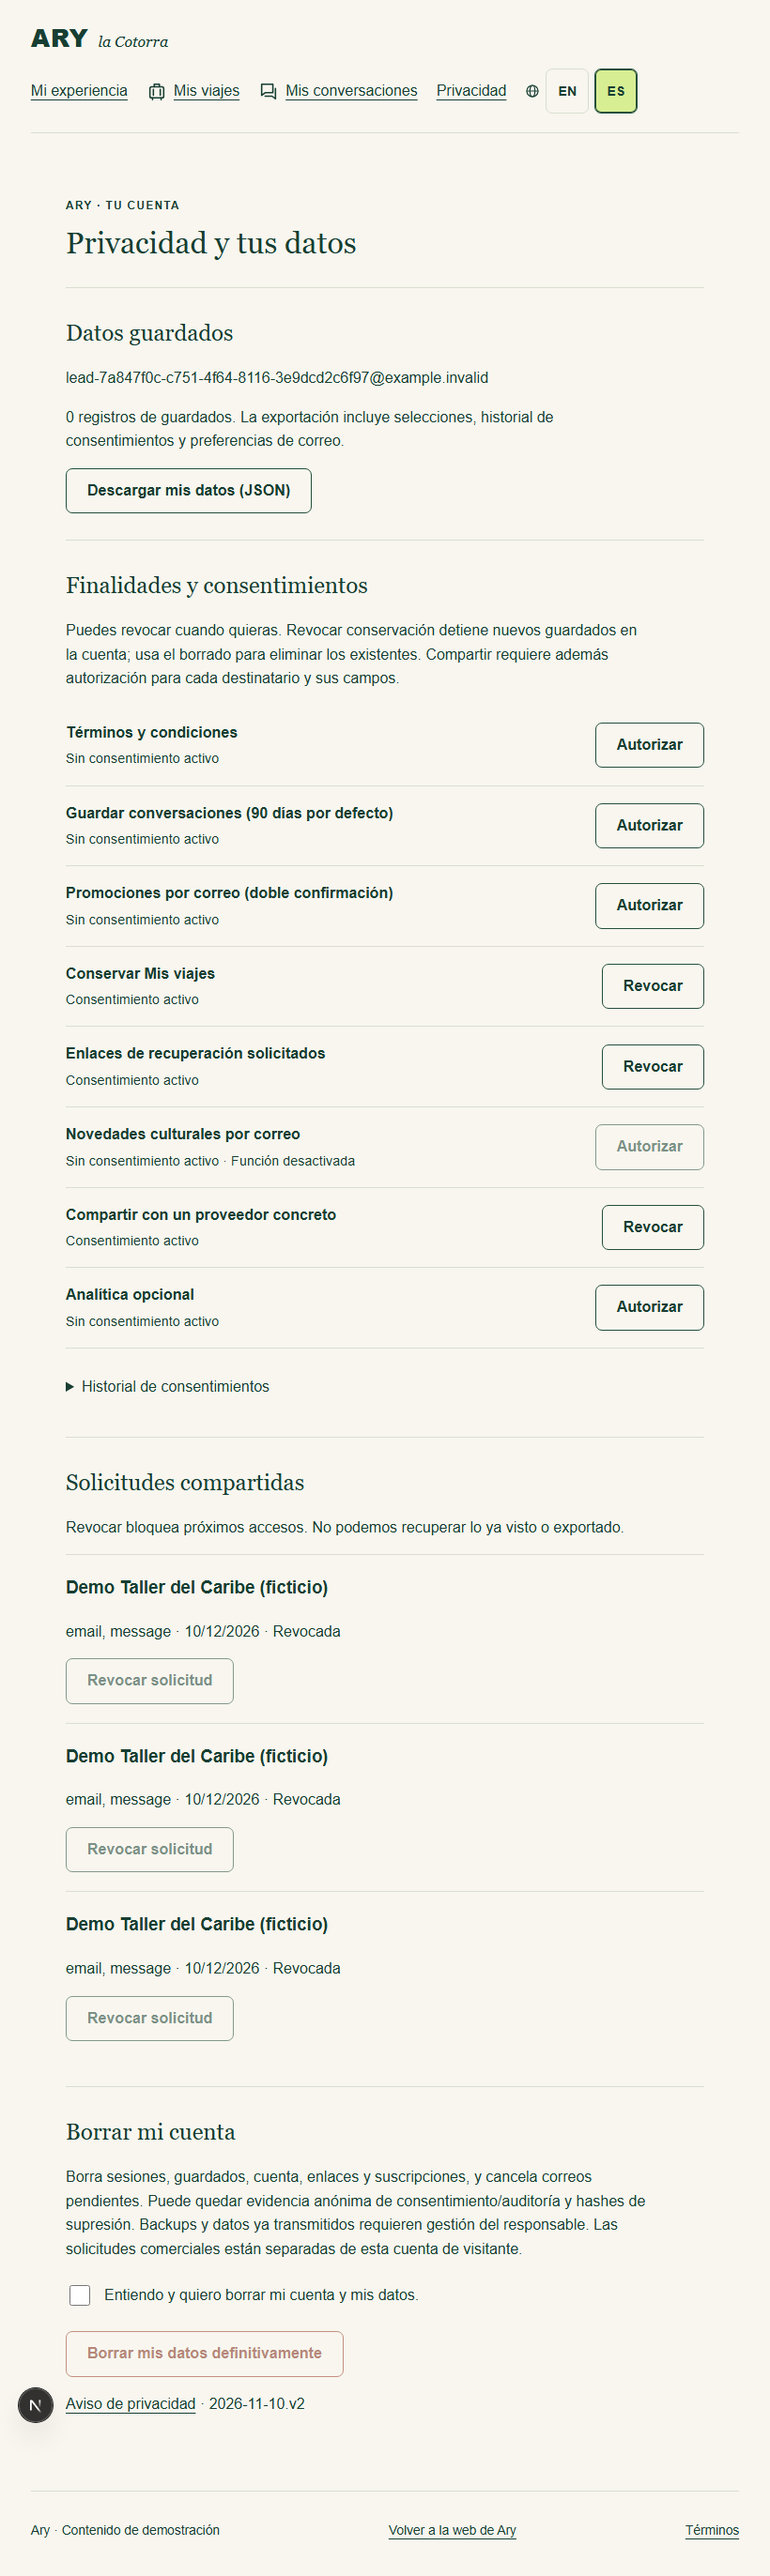 ARY la Cotorra
Mi experiencia Mis viajes Mis conversaciones Privacidad EN ES
ARY · TU CUENTA
Privacidad y tus datos
Datos guardados
lead-7a847f0c-c751-4f64-8116-3e9dcd2c6f97@example.invalid
0 registros de guardados. La exportación incluye selecciones, historial de
consentimientos y preferencias de correo.
Descargar mis datos (JSON)
Finalidades y consentimientos
Puedes revocar cuando quieras. Revocar conservación detiene nuevos guardados en
la cuenta; usa el borrado para eliminar los existentes. Compartir requiere además
autorización para cada destinatario y sus campos.
Términos y condiciones
Sin consentimiento activo
Autorizar
Guardar conversaciones (90 días por defecto)
Sin consentimiento activo
Autorizar
Promociones por correo (doble confirmación)
Sin consentimiento activo
Autorizar
Conservar Mis viajes
Consentimiento activo
Revocar
Enlaces de recuperación solicitados
Consentimiento activo
Revocar
Novedades culturales por correo
Sin consentimiento activo · Función desactivada
Autorizar
Compartir con un proveedor concreto
Consentimiento activo
Revocar
Analítica opcional
Sin consentimiento activo
Autorizar
Historial de consentimientos
Solicitudes compartidas
Revocar bloquea próximos accesos. No podemos recuperar lo ya visto o exportado.
Demo Taller del Caribe (ficticio)
email, message · 10/12/2026 · Revocada
Revocar solicitud
Demo Taller del Caribe (ficticio)
email, message · 10/12/2026 · Revocada
Revocar solicitud
Demo Taller del Caribe (ficticio)
email, message · 10/12/2026 · Revocada
Revocar solicitud
Borrar mi cuenta
Borra sesiones, guardados, cuenta, enlaces y suscripciones, y cancela correos
pendientes. Puede quedar evidencia anónima de consentimiento/auditoría y hashes de
supresión. Backups y datos ya transmitidos requieren gestión del responsable. Las
solicitudes comerciales están separadas de esta cuenta de visitante.
Entiendo y quiero borrar mi cuenta y mis datos.
Borrar mis datos definitivamente
N
Aviso de privacidad · 2026-11-10.v2
Ary · Contenido de demostración Volver a la web de Ary Términos